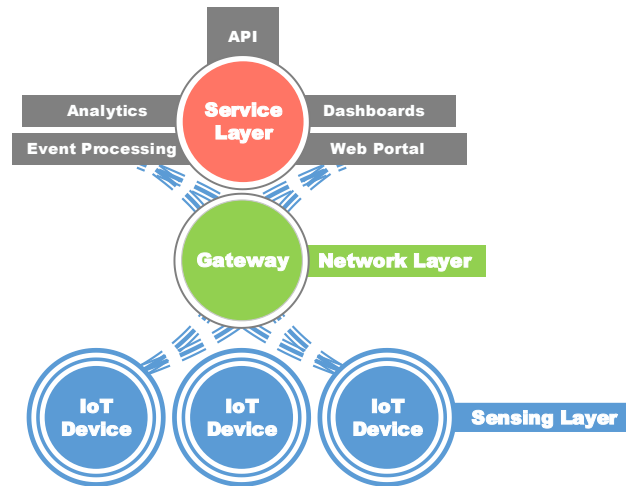 API
Analytics
Service
Layer
Dashboards
Event Processing
Web Portal
Gateway
Network Layer
IoT
Device
IoT
Device
IoT
Device
Sensing Layer